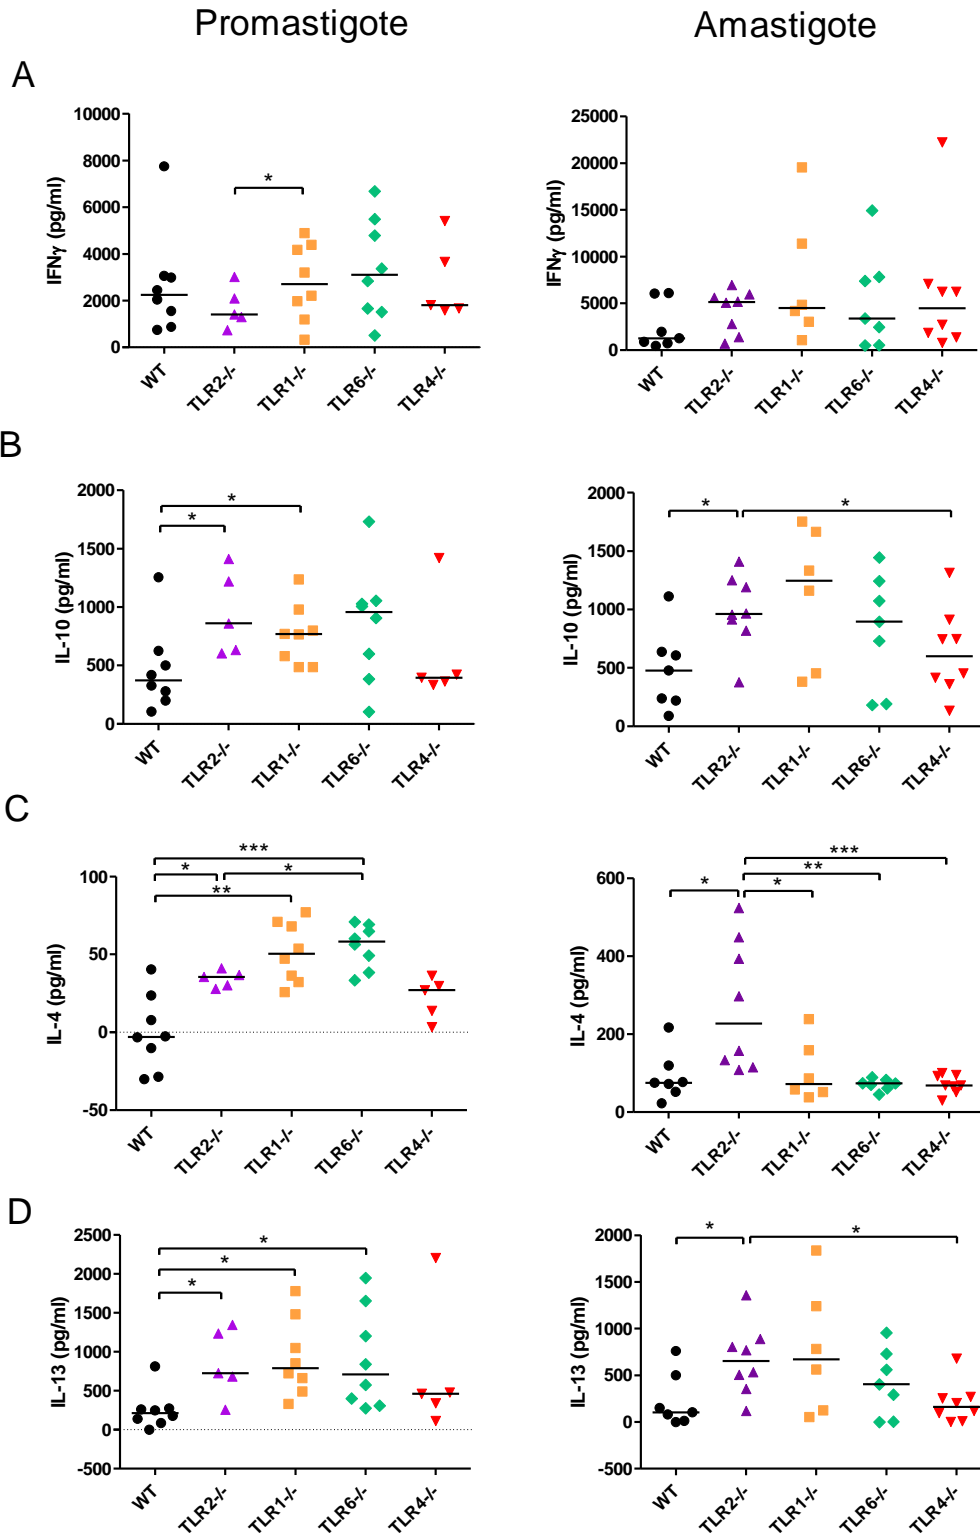 Promastigote
Amastigote
A
IFNγ (pg/ml)
10000
8000
6000
4000
2000
0
*
WT
TLR2-/-
TLR1-/-
TLR6-/-
TLR4-/-
IFNγ (pg/ml)
25000
20000
15000
10000
5000
0
WT
TLR2-/-
TLR1-/-
TLR6-/-
TLR4-/-
B
IL-10 (pg/ml)
2000
1500
1000
500
0
*
*
WT
TLR2-/-
TLR1-/-
TLR6-/-
TLR4-/-
IL-10 (pg/ml)
2000
1500
1000
500
0
*
*
WT
TLR2-/-
TLR1-/-
TLR6-/-
TLR4-/-
C
IL-4 (pg/ml)
100
50
0
-50
***
*
*
**
WT
TLR2-/-
TLR1-/-
TLR6-/-
TLR4-/-
IL-4 (pg/ml)
600
400
200
0
***
**
*
*
WT
TLR2-/-
TLR1-/-
TLR6-/-
TLR4-/-
D
IL-13 (pg/ml)
2500
2000
1500
1000
500
0
-500
*
*
*
WT
TLR2-/-
TLR1-/-
TLR6-/-
TLR4-/-
IL-13 (pg/ml)
2000
1500
1000
500
0
-500
*
*
WT
TLR2-/-
TLR1-/-
TLR6-/-
TLR4-/-